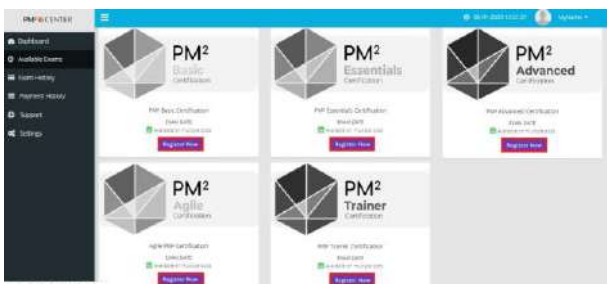 PM² CENTER
Dashboard
Available Exams
Exam History
Payment History
Support
Settings
MyName
PM²
Basic
Certification
PM² Basic Certification
Register Now
PM²
Essentials
Certification
PM² Essentials Certification
Register Now
PM²
Advanced
Certification
PM² Advanced Certification
Register Now
PM²
Agile
Certification
Agile PM² Certification
Register Now
PM²
Trainer
Certification
PM² Trainer Certification
Register Now